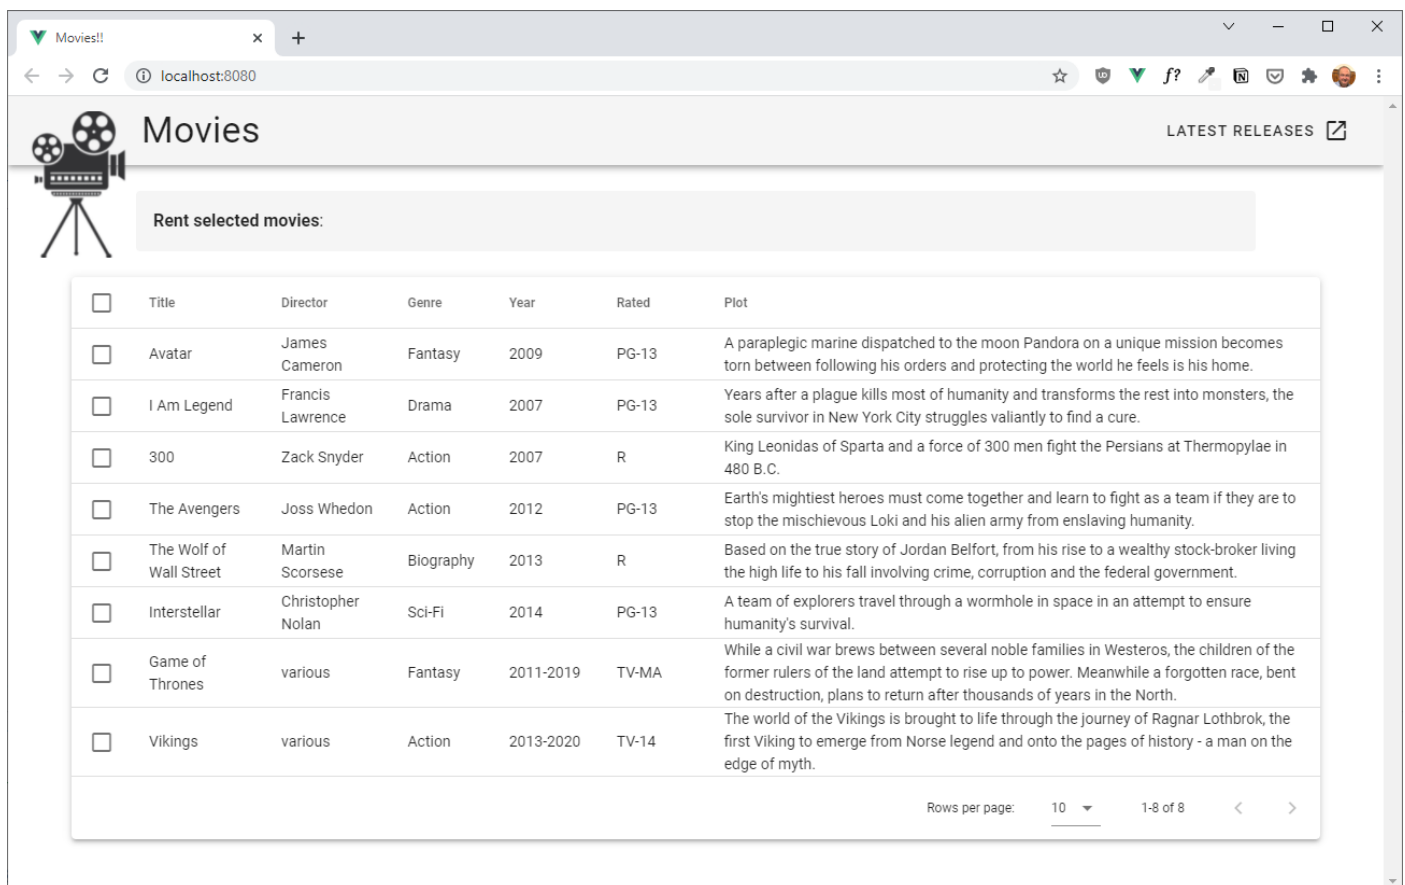 Movies!!
localhost:8080
f?
Movies
LATEST RELEASES
Rent selected movies:
Title Director Genre Year Rated Plot
Avatar James Cameron Fantasy 2009 PG-13 A paraplegic marine dispatched to the moon Pandora on a unique mission becomes
torn between following his orders and protecting the world he feels is his home.
I Am Legend Francis Lawrence Drama 2007 PG-13 Years after a plague kills most of humanity and transforms the rest into monsters, the
sole survivor in New York City struggles valiantly to find a cure.
300 Zack Snyder Action 2007 R King Leonidas of Sparta and a force of 300 men fight the Persians at Thermopylae in
480 B.C.
The Avengers Joss Whedon Action 2012 PG-13 Earth's mightiest heroes must come together and learn to fight as a team if they are to
stop the mischievous Loki and his alien army from enslaving humanity.
The Wolf of Wall Street Martin Scorsese Biography 2013 R Based on the true story of Jordan Belfort, from his rise to a wealthy stock-broker living
the high life to his fall involving crime, corruption and the federal government.
Interstellar Christopher Nolan Sci-Fi 2014 PG-13 A team of explorers travel through a wormhole in space in an attempt to ensure
humanity's survival.
Game of Thrones various Fantasy 2011-2019 TV-MA While a civil war brews between several noble families in Westeros, the children of the
former rulers of the land attempt to rise up to power. Meanwhile a forgotten race, bent
on destruction, plans to return after thousands of years in the North.
Vikings various Action 2013-2020 TV-14 The world of the Vikings is brought to life through the journey of Ragnar Lothbrok, the
first Viking to emerge from Norse legend and onto the pages of history - a man on the
edge of myth.
Rows per page: 10 1-8 of 8